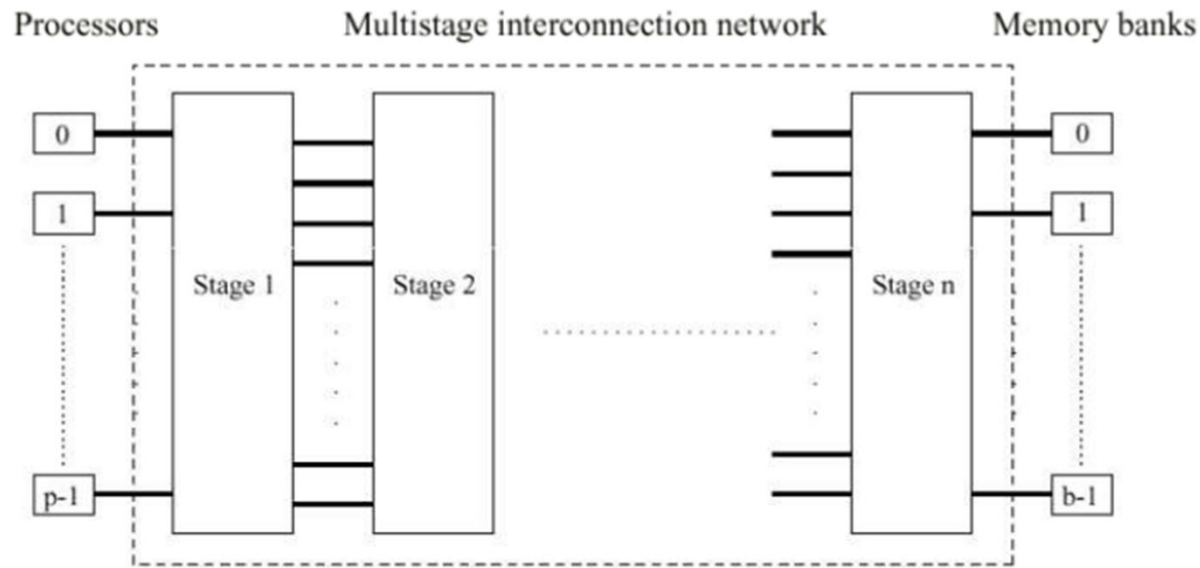 Processors Multistage interconnection network Memory banks
0 0
1 1
Stage 1 Stage 2 Stage n
p-1 b-1